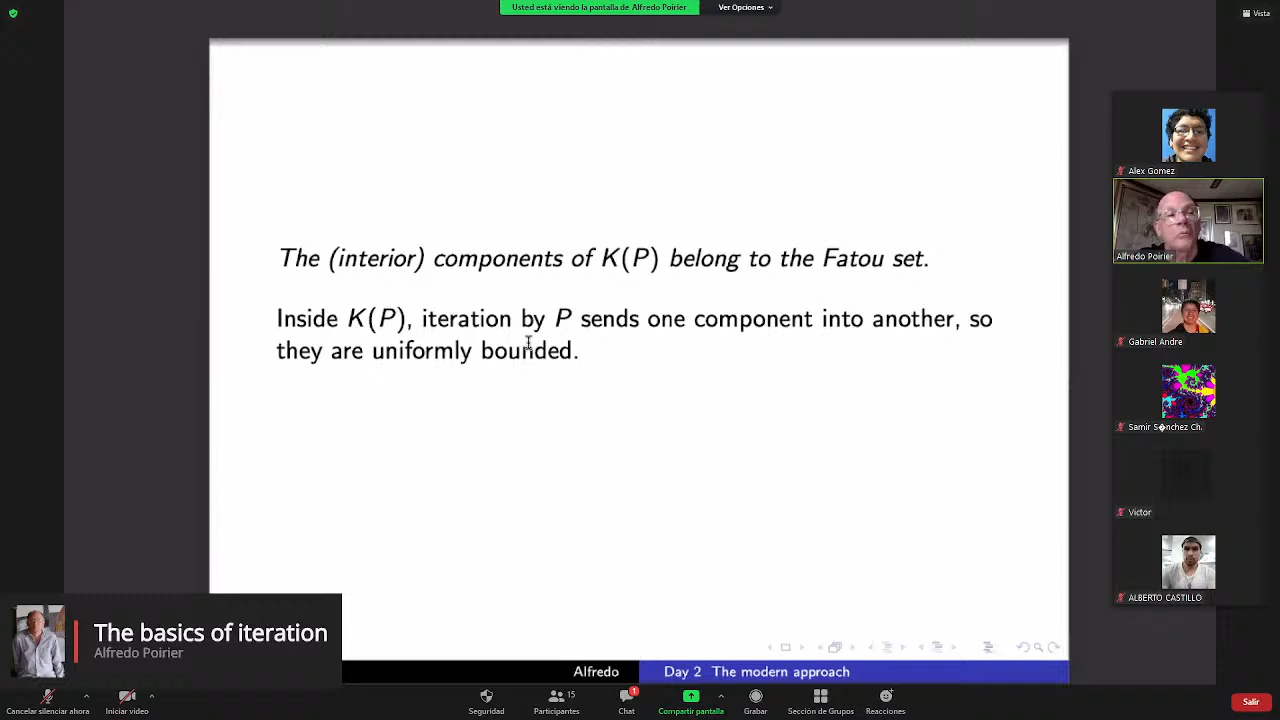 Usted está viendo la pantalla de Alfredo Poirier
Ver Opciones
Vista
The (interior) components of K(P) belong to the Fatou set.
Inside K(P), iteration by P sends one component into another, so
they are uniformly bounded.
Alex Gomez
Alfredo Poirier
Gabriel Andre
Samir S�nchez Ch.
Victor
ALBERTO CASTILLO
The basics of iteration
Alfredo Poirier
Alfredo
Day 2 The modern approach
Cancelar silenciar ahora
Iniciar video
Seguridad
15
Participantes
1
Chat
Compartir pantalla
Grabar
Sección de Grupos
Reacciones
Salir